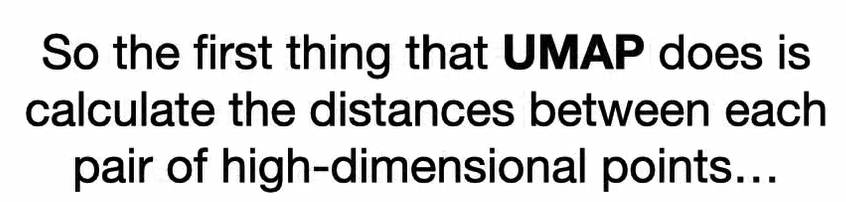 So the first thing that UMAP does is
calculate the distances between each
pair of high-dimensional points…